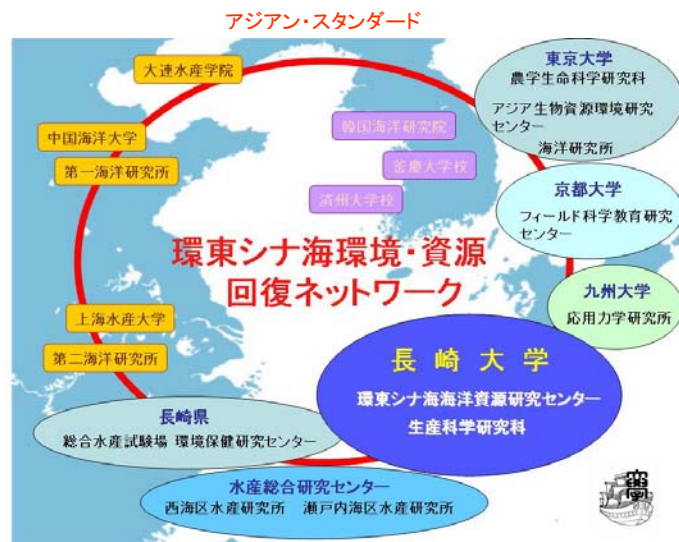 アジアン・スタンダード
大連水産学院
東京大学
農学生命科学研究科
アジア生物資源環境研究
センター
海洋研究所
韓国海洋研究院
中国海洋大学
第一海洋研究所
釜慶大学校
済州大学校
京都大学
フィールド科学教育研究
センター
環東シナ海環境・資源
回復ネットワーク
九州大学
応用力学研究所
上海水産大学
第二海洋研究所
長崎大学
環東シナ海海洋資源研究センター
生産科学研究科
長崎県
総合水産試験場 環境保健研究センター
水産総合研究センター
西海区水産研究所 瀬戸内海区水産研究所